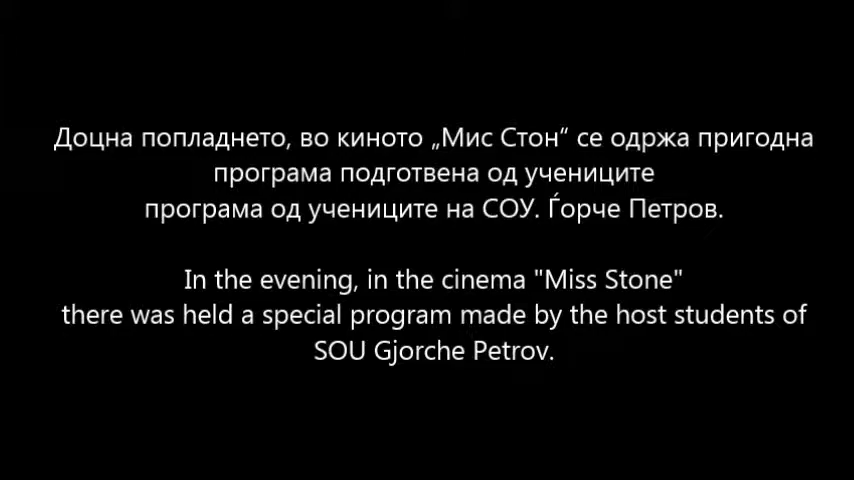 Доцна попладнето, во киното „Мис Стон“ се одржа пригодна
програма подготвена од учениците
програма од учениците на СОУ. Ѓорче Петров.
In the evening, in the cinema "Miss Stone"
there was held a special program made by the host students of
SOU Gjorche Petrov.